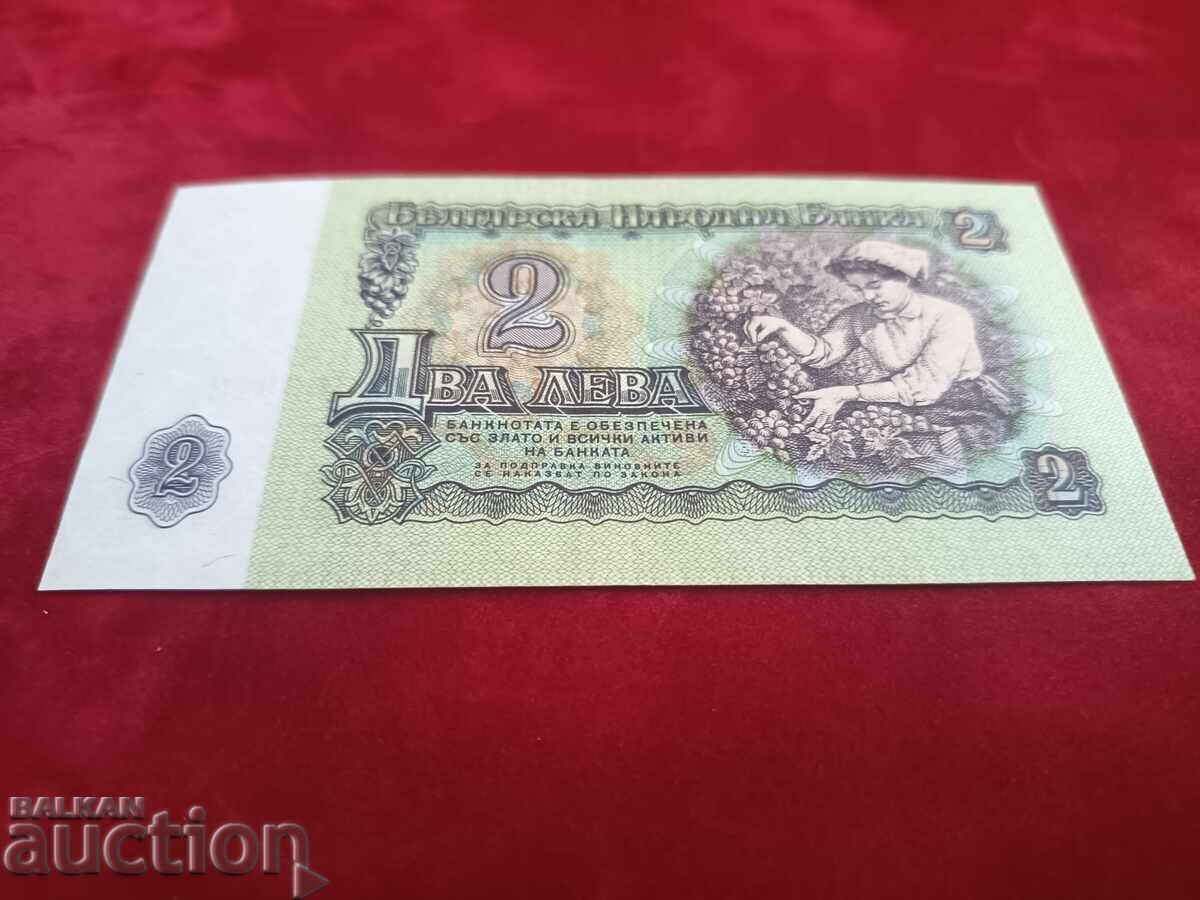 Българска Народна Банка 2
2
Два лева
БАНКНОТАТА Е ОБЕЗПЕЧЕНА
СЪС ЗЛАТО И ВСИЧКИ АКТИВИ
НА БАНКАТА
ЗА ПОДПРАВКА ВИНОВНИТЕ
СЕ НАКАЗВАТ ПО ЗАКОНА
2
2
BALKAN
auction